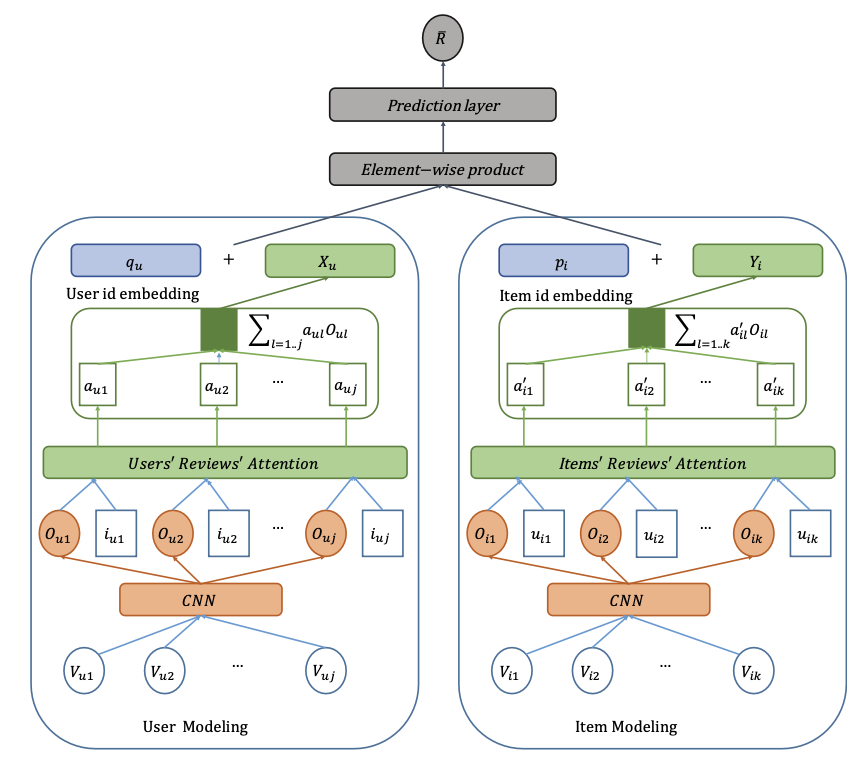 R̄
Prediction layer
Element−wise product
q_u + X_u
p_i + Y_i
User id embedding
Item id embedding
∑_{l=1..j} a_{ul}O_{ul}
∑_{l=1..k} a′_{il}O_{il}
a_{u1} a_{u2} ... a_{uj}
a′_{i1} a′_{i2} ... a′_{ik}
Users′ Reviews′ Attention
Items′ Reviews′ Attention
O_{u1} i_{u1} O_{u2} i_{u2} ... O_{uj} i_{uj}
O_{i1} u_{i1} O_{i2} u_{i2} ... O_{ik} u_{ik}
CNN
CNN
V_{u1} V_{u2} ... V_{uj}
V_{i1} V_{i2} ... V_{ik}
User Modeling
Item Modeling